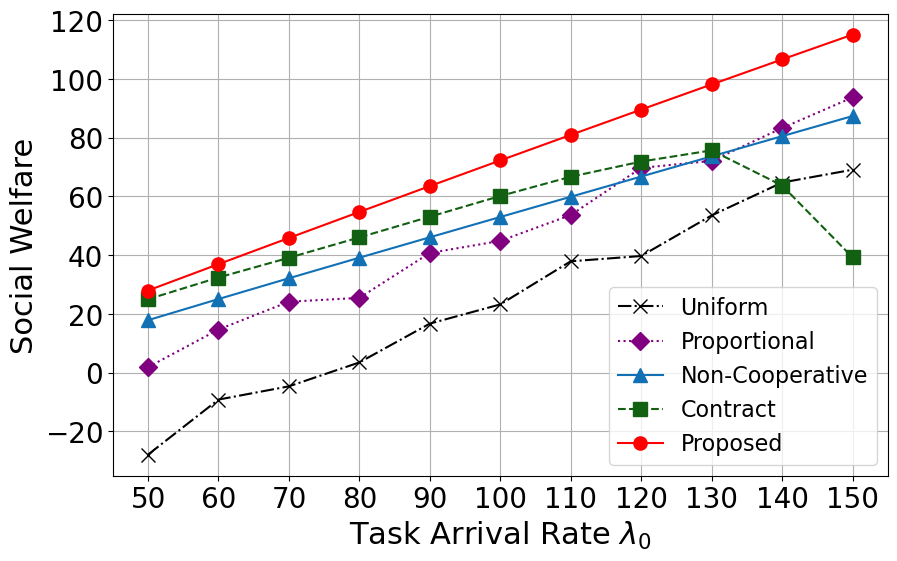 Social Welfare
120
100
80
60
40
20
0
−20
50 60 70 80 90 100 110 120 130 140 150
Task Arrival Rate λ₀
Uniform
Proportional
Non-Cooperative
Contract
Proposed